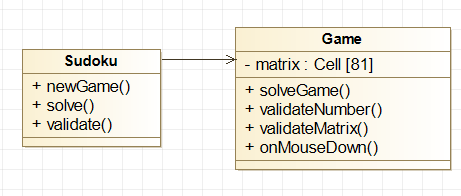 Sudoku
+ newGame()
+ solve()
+ validate()
Game
- matrix : Cell [81]
+ solveGame()
+ validateNumber()
+ validateMatrix()
+ onMouseDown()